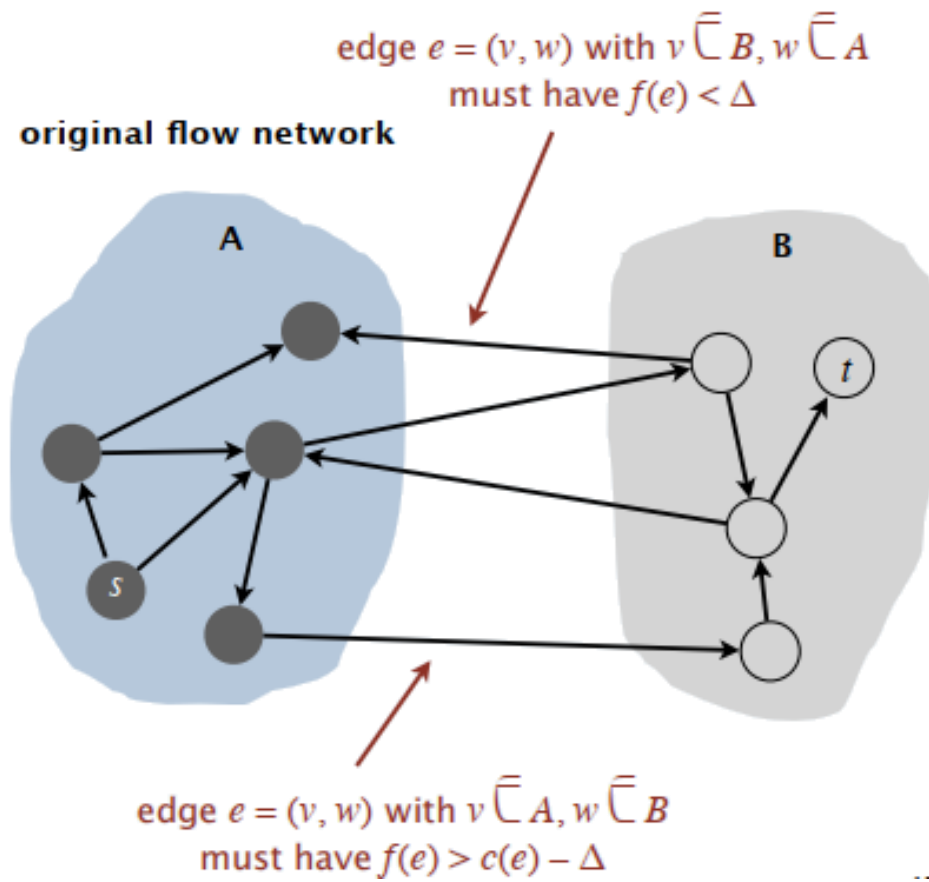 edge e = (v, w) with v ∈ B, w ∈ A
must have f(e) < Δ
original flow network
A
B
t
s
edge e = (v, w) with v ∈ A, w ∈ B
must have f(e) > c(e) – Δ